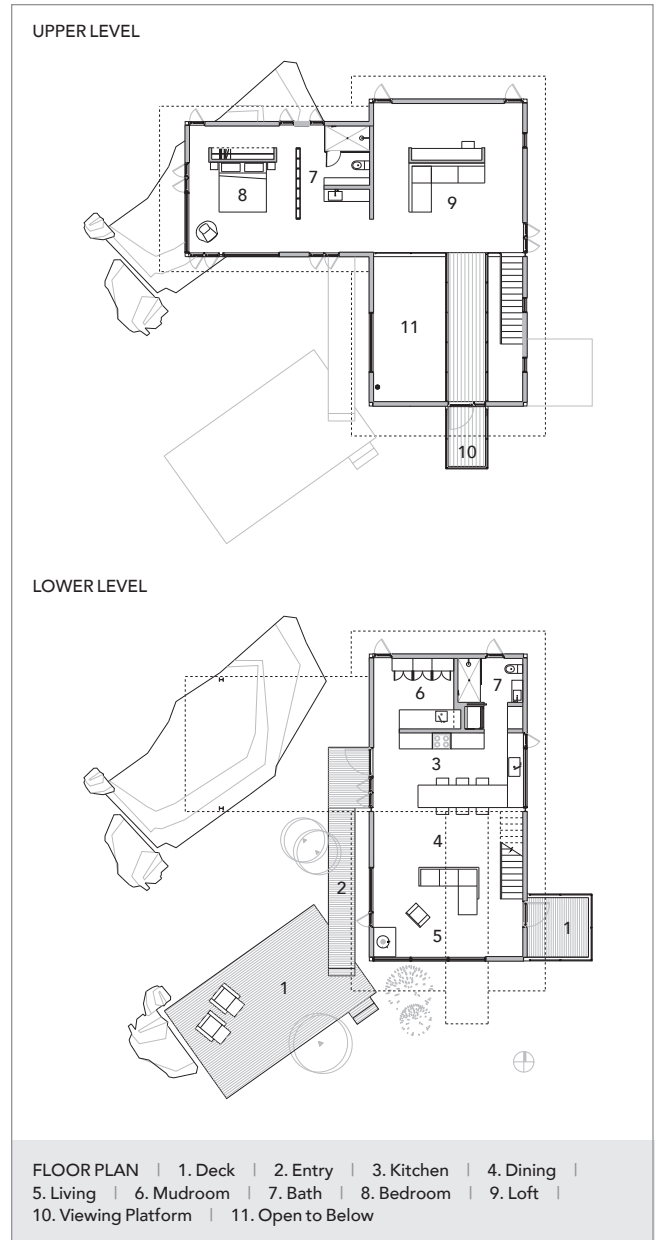 UPPER LEVEL
7
8
9
11
10
LOWER LEVEL
7
6
3
4
2
1
5
1
FLOOR PLAN | 1. Deck | 2. Entry | 3. Kitchen | 4. Dining |
5. Living | 6. Mudroom | 7. Bath | 8. Bedroom | 9. Loft |
10. Viewing Platform | 11. Open to Below